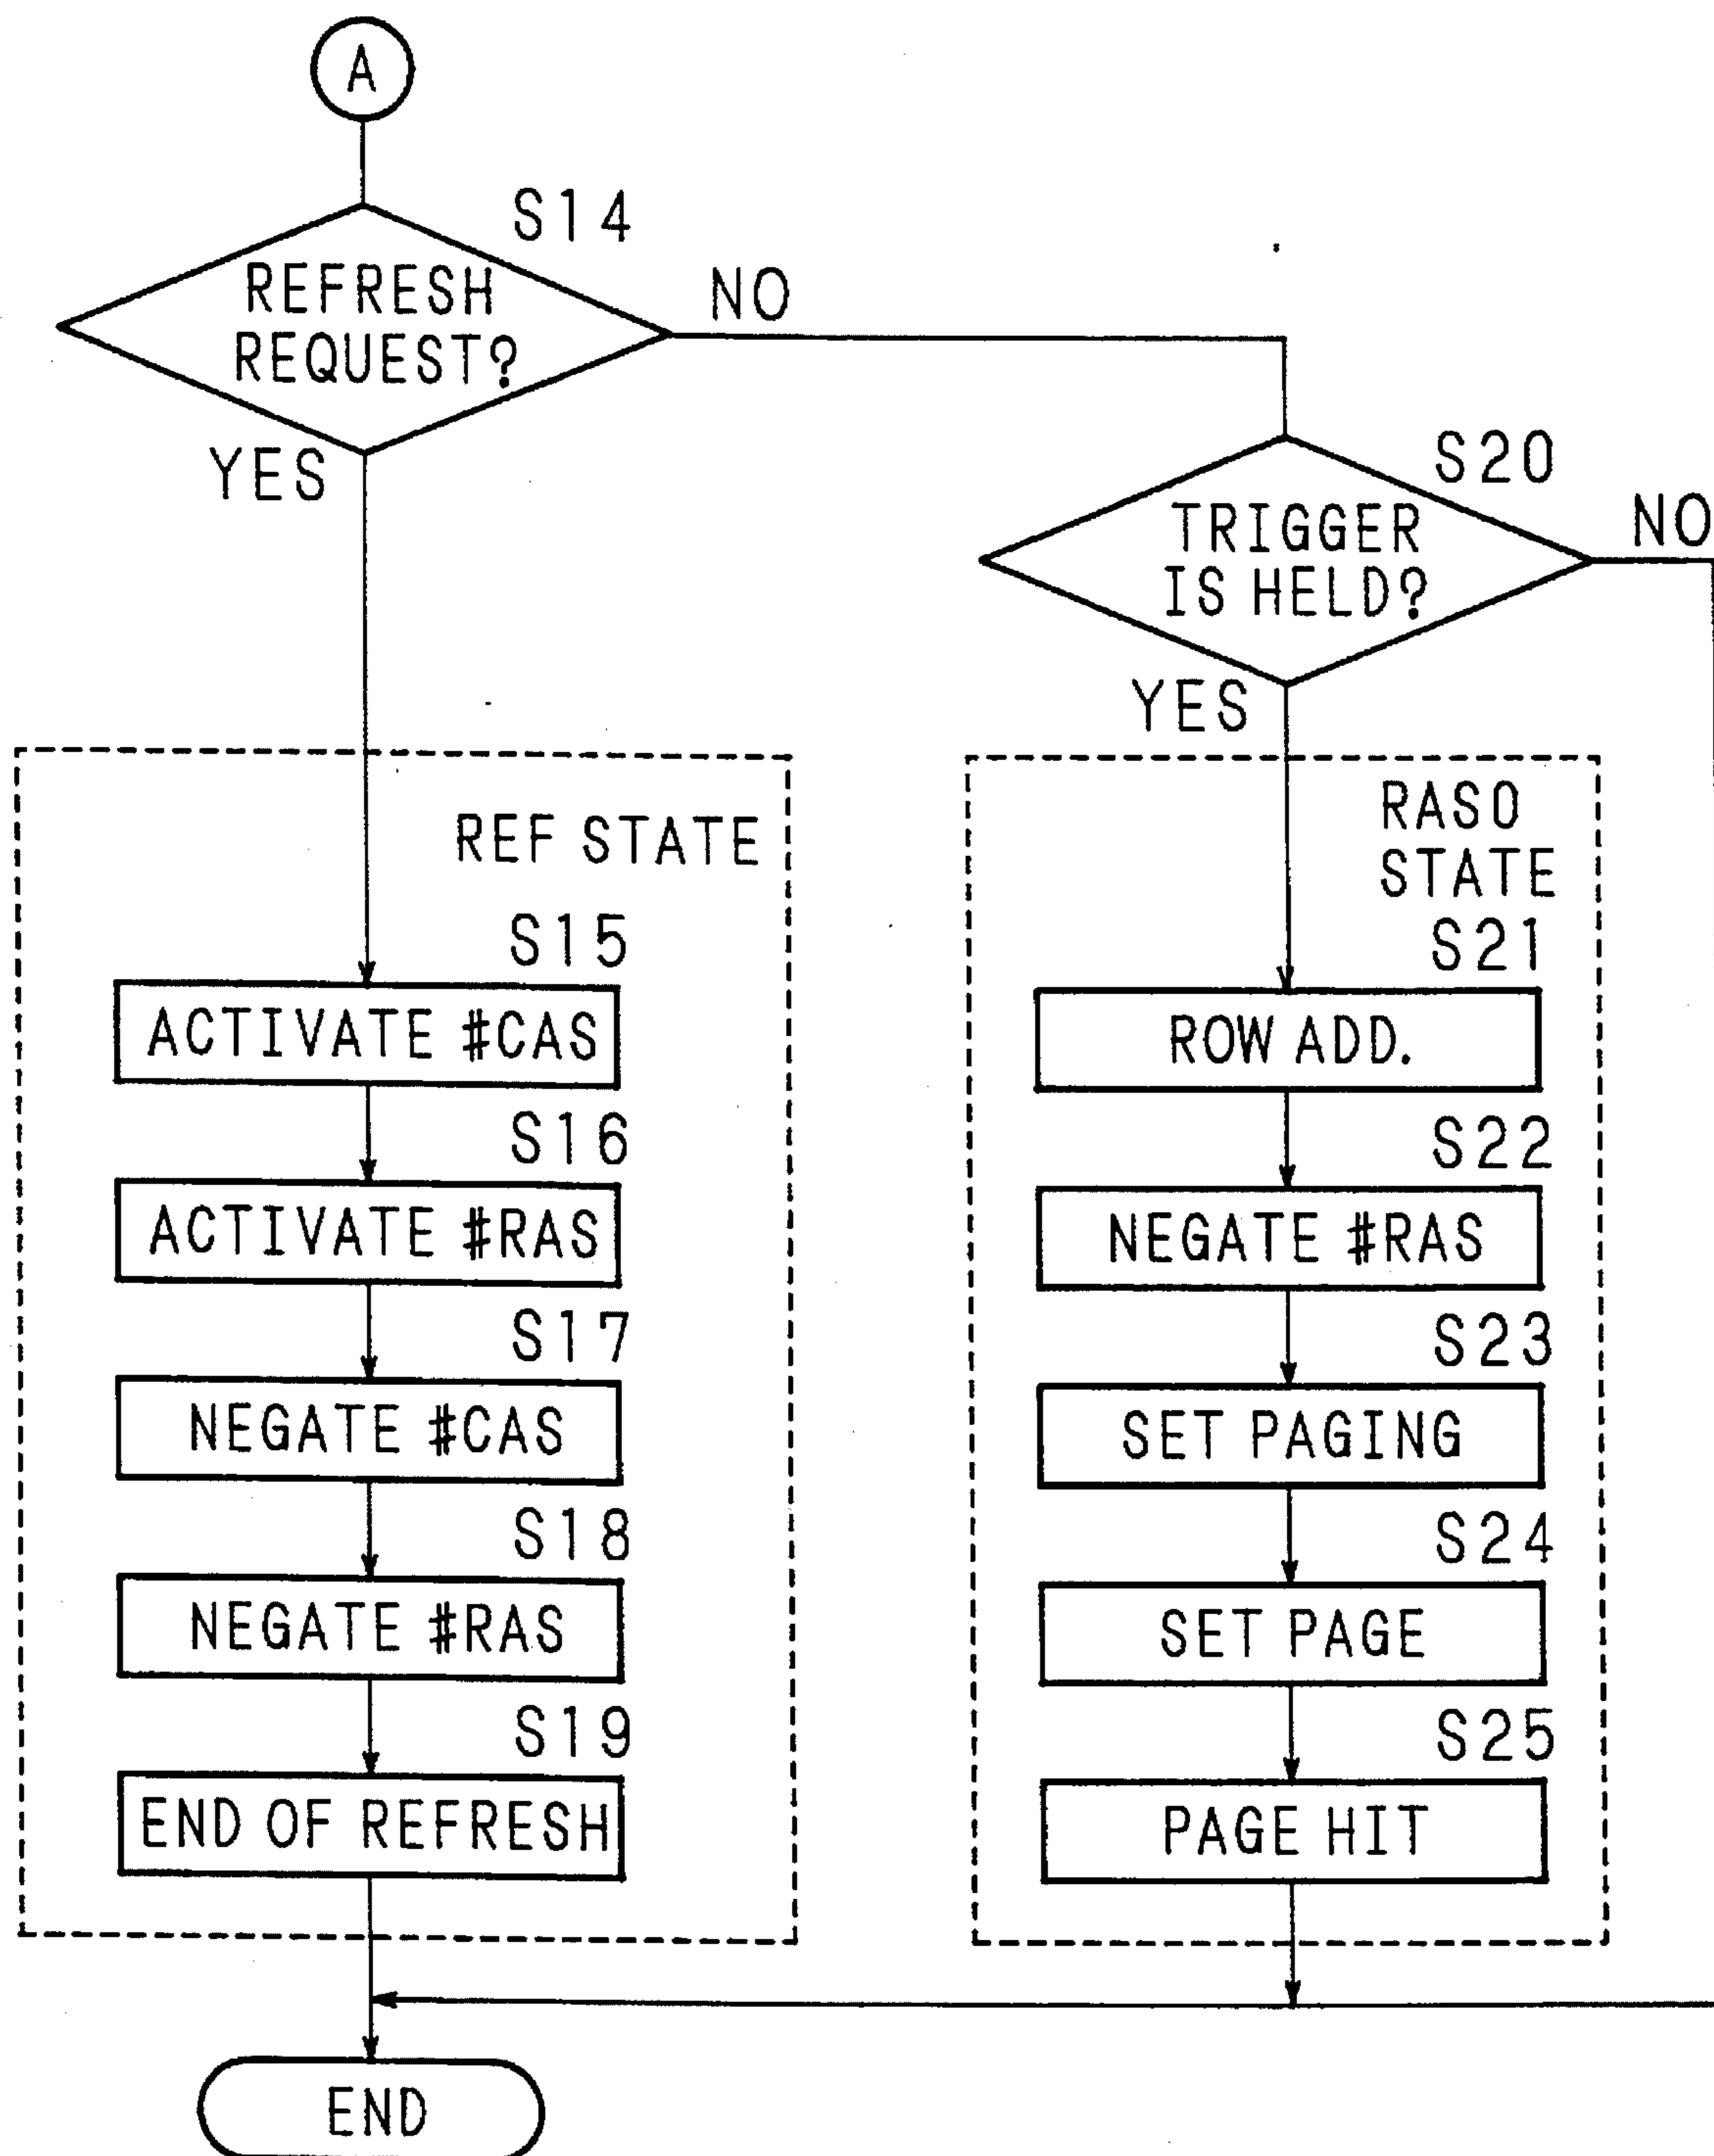 A
S14
REFRESH
REQUEST?
NO
YES
S20
TRIGGER
IS HELD?
NO
YES
REF STATE
S15
ACTIVATE #CAS
S16
ACTIVATE #RAS
S17
NEGATE #CAS
S18
NEGATE #RAS
S19
END OF REFRESH
RAS0
STATE
S21
ROW ADD.
S22
NEGATE #RAS
S23
SET PAGING
S24
SET PAGE
S25
PAGE HIT
END